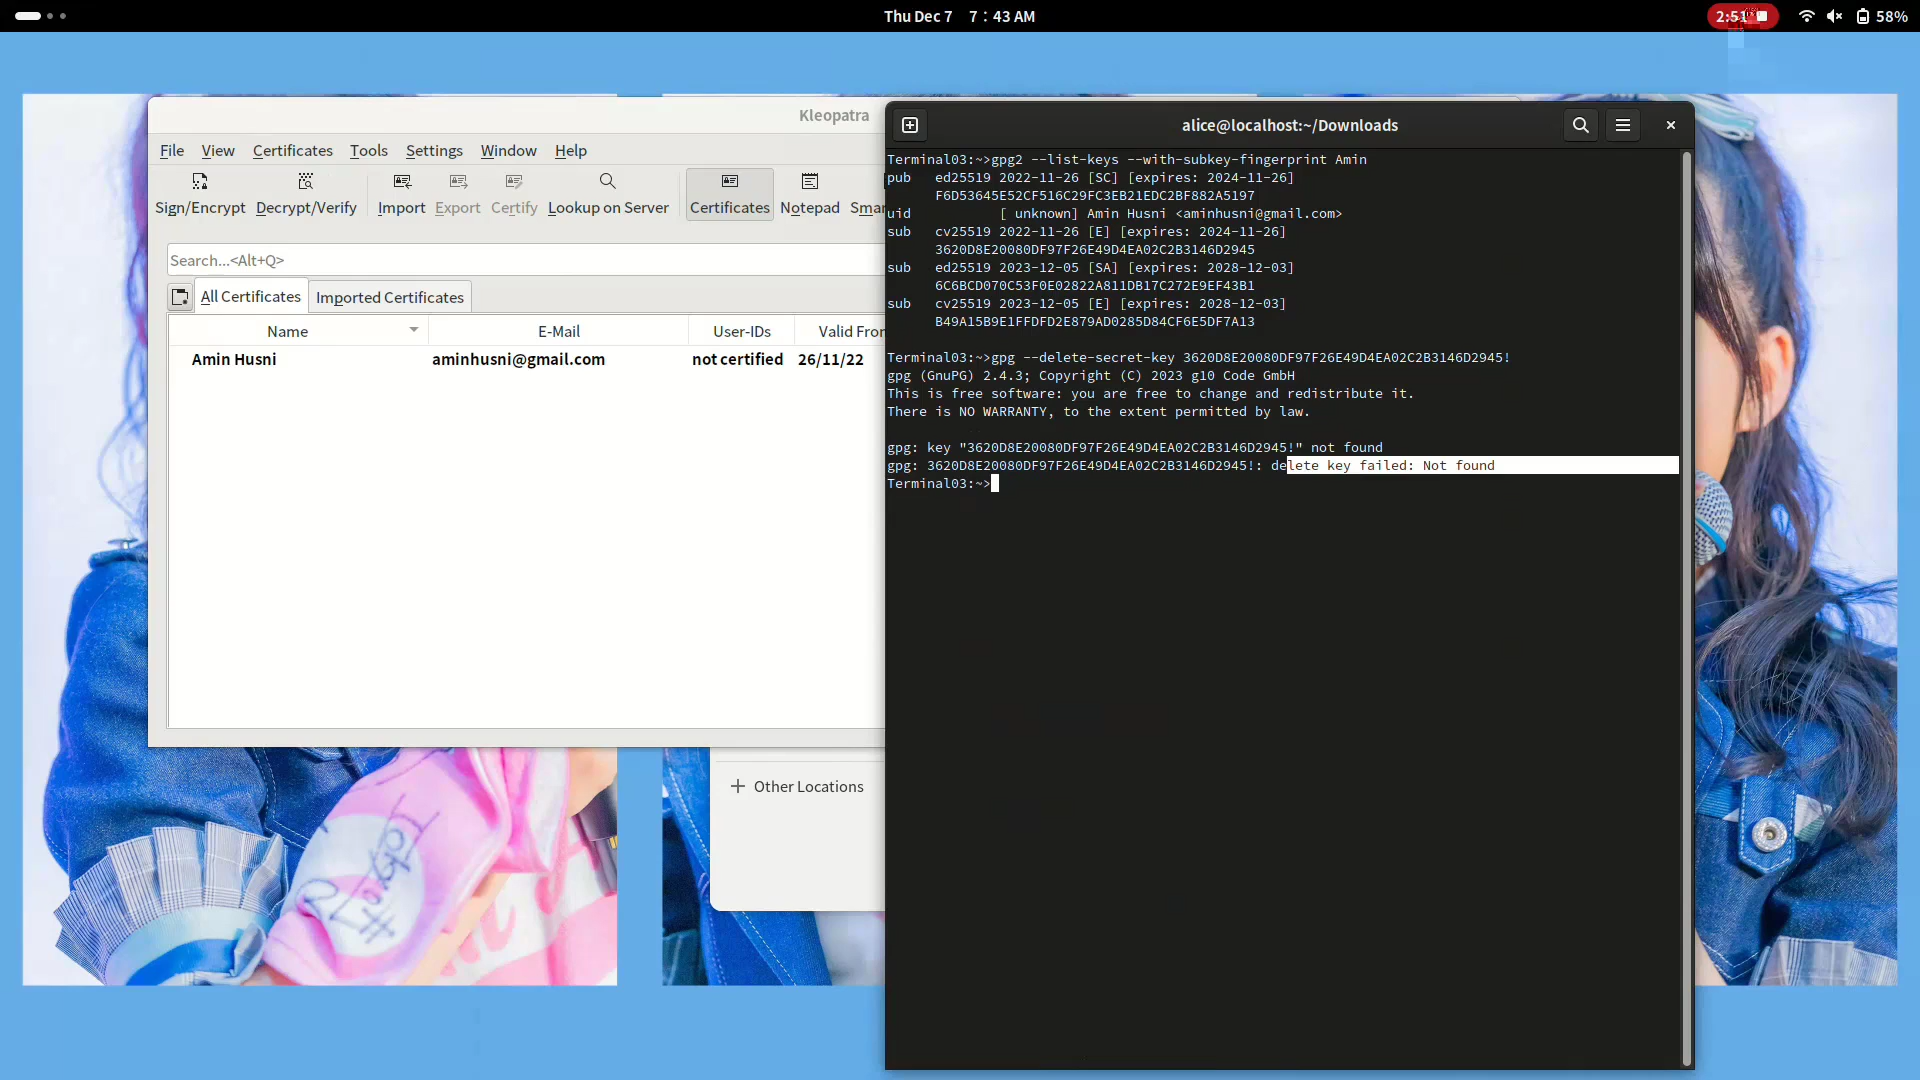 Thu Dec 7 7 : 43 AM
2:51
58%
Kleopatra
File View Certificates Tools Settings Window Help
Sign/Encrypt Decrypt/Verify Import Export Certify Lookup on Server Certificates Notepad Smar
Search...<Alt+Q>
All Certificates Imported Certificates
Name E-Mail User-IDs Valid From
Amin Husni aminhusni@gmail.com not certified 26/11/22
Other Locations
alice@localhost:~/Downloads
Terminal03:~>gpg2 --list-keys --with-subkey-fingerprint Amin
pub ed25519 2022-11-26 [SC] [expires: 2024-11-26]
F6D53645E52CF516C29FC3EB21EDC2BF882A5197
uid [ unknown] Amin Husni <aminhusni@gmail.com>
sub cv25519 2022-11-26 [E] [expires: 2024-11-26]
3620D8E20080DF97F26E49D4EA02C2B3146D2945
sub ed25519 2023-12-05 [SA] [expires: 2028-12-03]
6C6BCD070C53F0E02822A811DB17C272E9EF43B1
sub cv25519 2023-12-05 [E] [expires: 2028-12-03]
B49A15B9E1FFDFD2E879AD0285D84CF6E5DF7A13
Terminal03:~>gpg --delete-secret-key 3620D8E20080DF97F26E49D4EA02C2B3146D2945!
gpg (GnuPG) 2.4.3; Copyright (C) 2023 g10 Code GmbH
This is free software: you are free to change and redistribute it.
There is NO WARRANTY, to the extent permitted by law.
gpg: key "3620D8E20080DF97F26E49D4EA02C2B3146D2945!" not found
gpg: 3620D8E20080DF97F26E49D4EA02C2B3146D2945!: delete key failed: Not found
Terminal03:~>